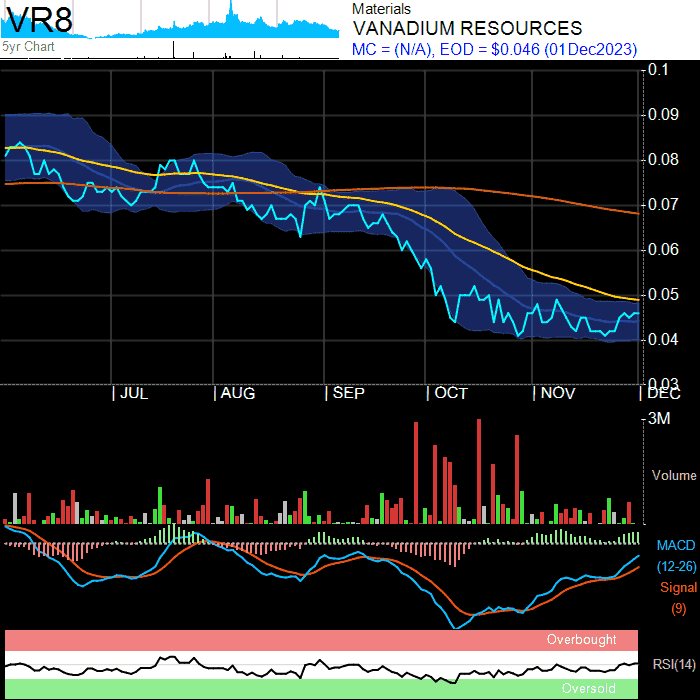 VR8
5yr Chart
Materials
VANADIUM RESOURCES
MC = (N/A), EOD = $0.046 (01Dec2023)
0.1
0.09
0.08
0.07
0.06
0.05
0.04
0.03
JUL
AUG
SEP
OCT
NOV
DEC
3M
Volume
MACD
(12-26)
Signal
(9)
Overbought
RSI(14)
Oversold